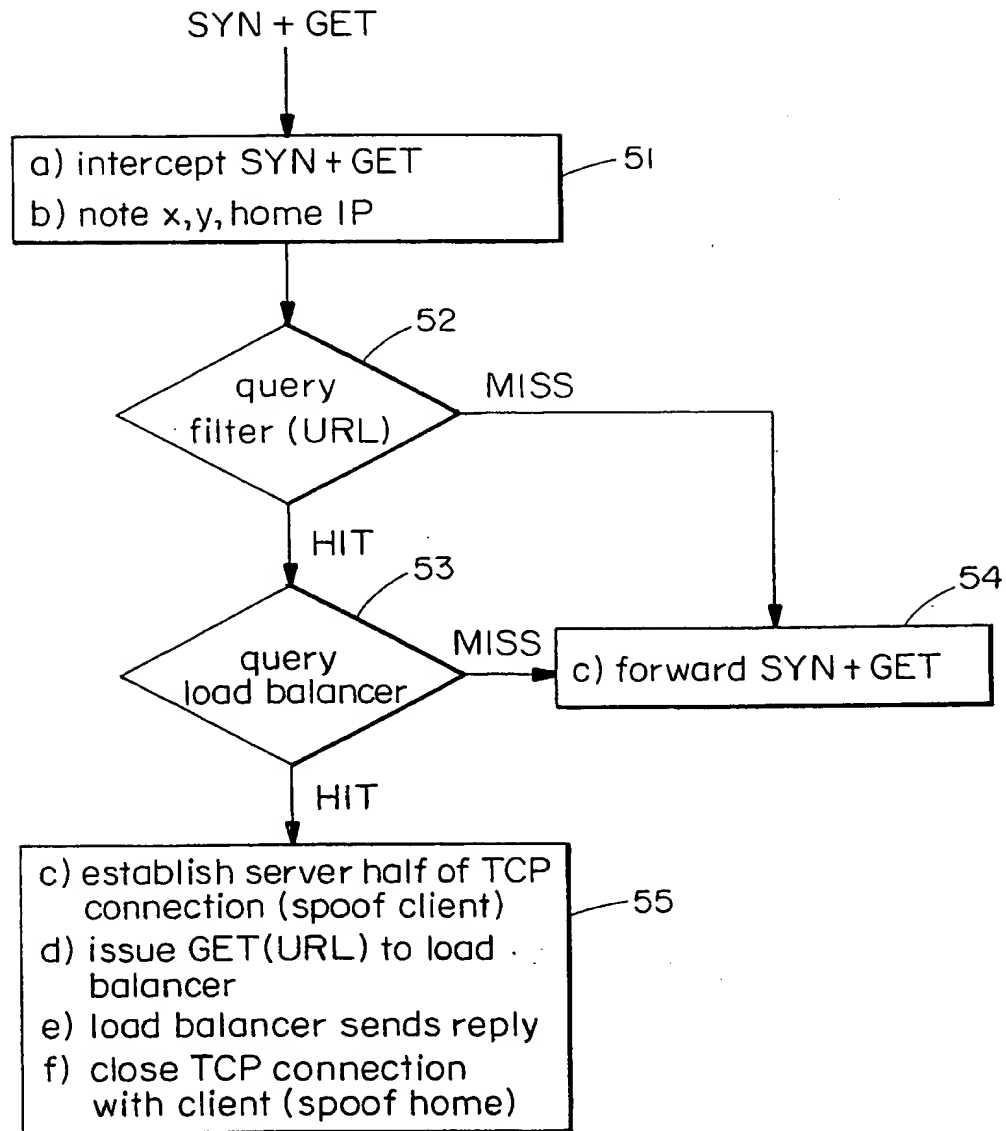 SYN + GET
a) intercept SYN + GET
b) note x, y, home IP
51
52
query
filter (URL)
MISS
HIT
53
54
query
load balancer
MISS
c) forward SYN + GET
HIT
c) establish server half of TCP
connection (spoof client)
d) issue GET(URL) to load
balancer
e) load balancer sends reply
f) close TCP connection
with client (spoof home)
55